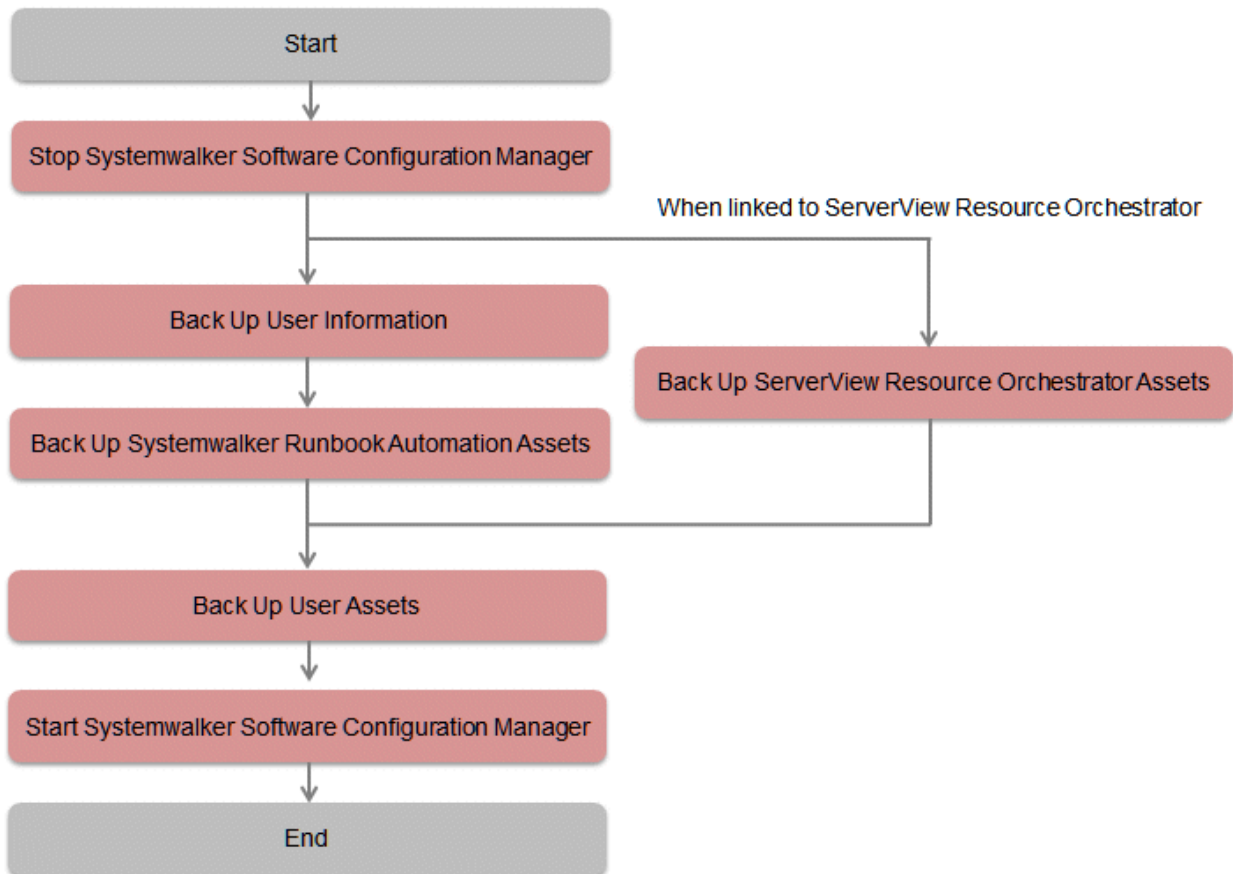 Start
Stop Systemwalker Software Configuration Manager
When linked to ServerView Resource Orchestrator
Back Up User Information
Back Up ServerView Resource Orchestrator Assets
Back Up Systemwalker Runbook Automation Assets
Back Up User Assets
Start Systemwalker Software Configuration Manager
End